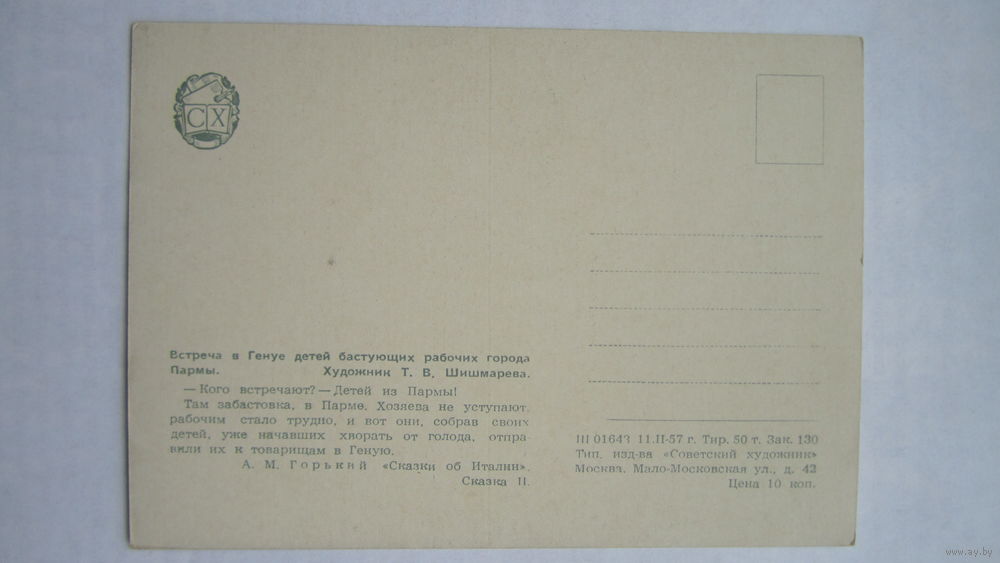 СХ
Встреча в Генуе детей бастующих рабочих города
Пармы. Художник Т. В. Шишмарева.
— Кого встречают? — Детей из Пармы!
Там забастовка, в Парме. Хозяева не уступают,
рабочим стало трудно, и вот они, собрав своих
детей, уже начавших хворать от голода, отпра-
вили их к товарищам в Геную.
А. М. Горький «Сказки об Италии».
Сказка II.
Ш 01643 11.II-57 г. Тир. 50 т. Зак. 130
Тип. изд-ва «Советский художник»
Москва. Мало-Московская ул., д. 42
Цена 10 коп.
www.ay.by